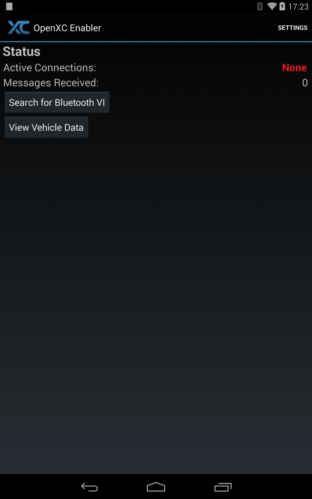 17:23
XC OpenXC Enabler SETTINGS
Status
Active Connections: None
Messages Received: 0
Search for Bluetooth VI
View Vehicle Data